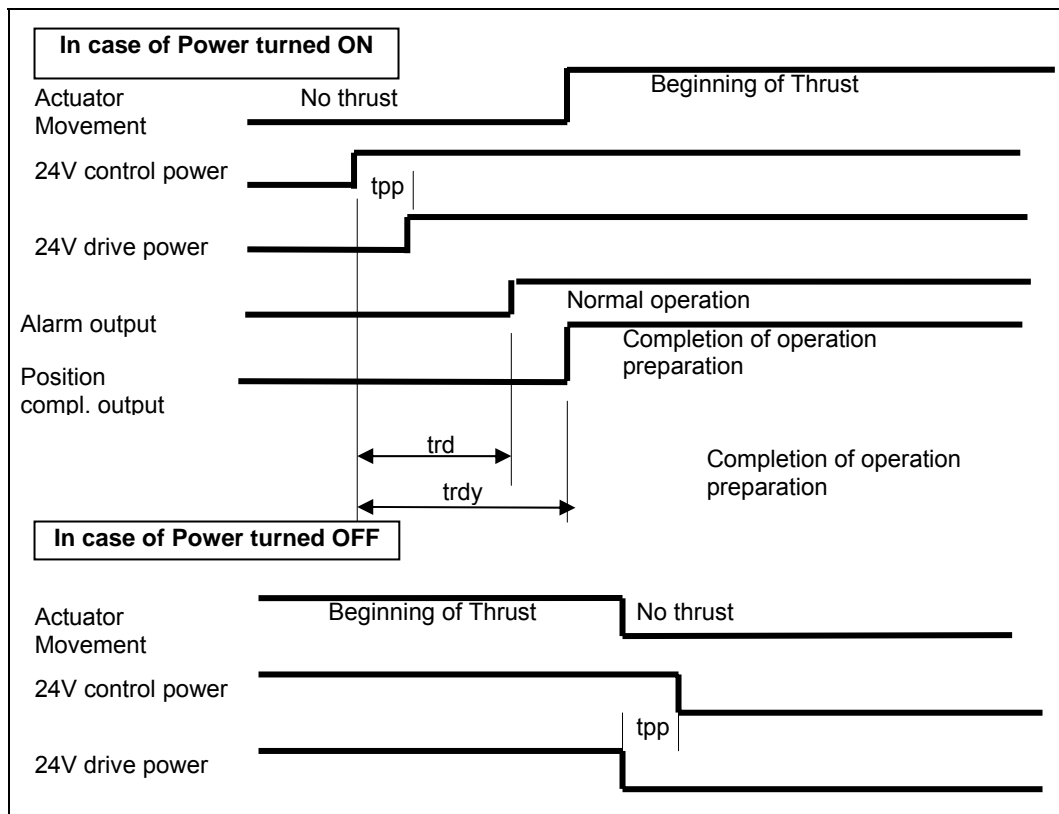 In case of Power turned ON
Actuator
Movement
No thrust
Beginning of Thrust
24V control power
tpp
24V drive power
Alarm output
Normal operation
Position
compl. output
Completion of operation
preparation
trd
trdy
Completion of operation
preparation
In case of Power turned OFF
Actuator
Movement
Beginning of Thrust
No thrust
24V control power
tpp
24V drive power